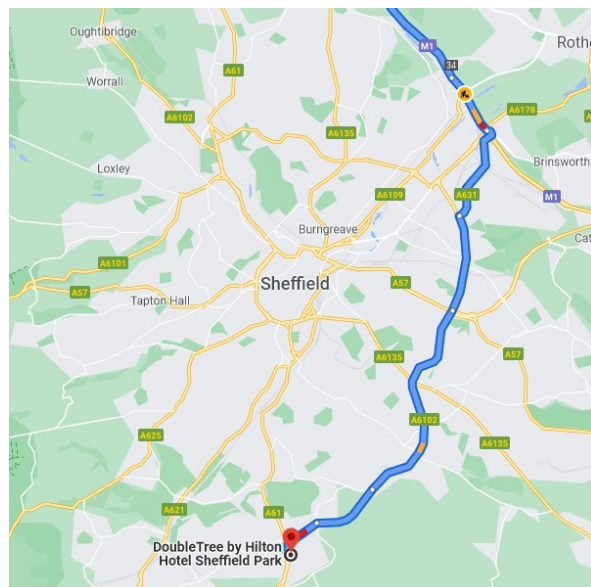 Oughtibridge
A61
M1
34
Rothe
Worrall
A6102
A6135
A6178
Loxley
Brinsworth
A6109
A631
M1
Burngreave
Cat
A6101
A57
Sheffield
A57
Tapton Hall
A6135
A57
A6102
A625
A6135
A621
A61
DoubleTree by Hilton
Hotel Sheffield Park